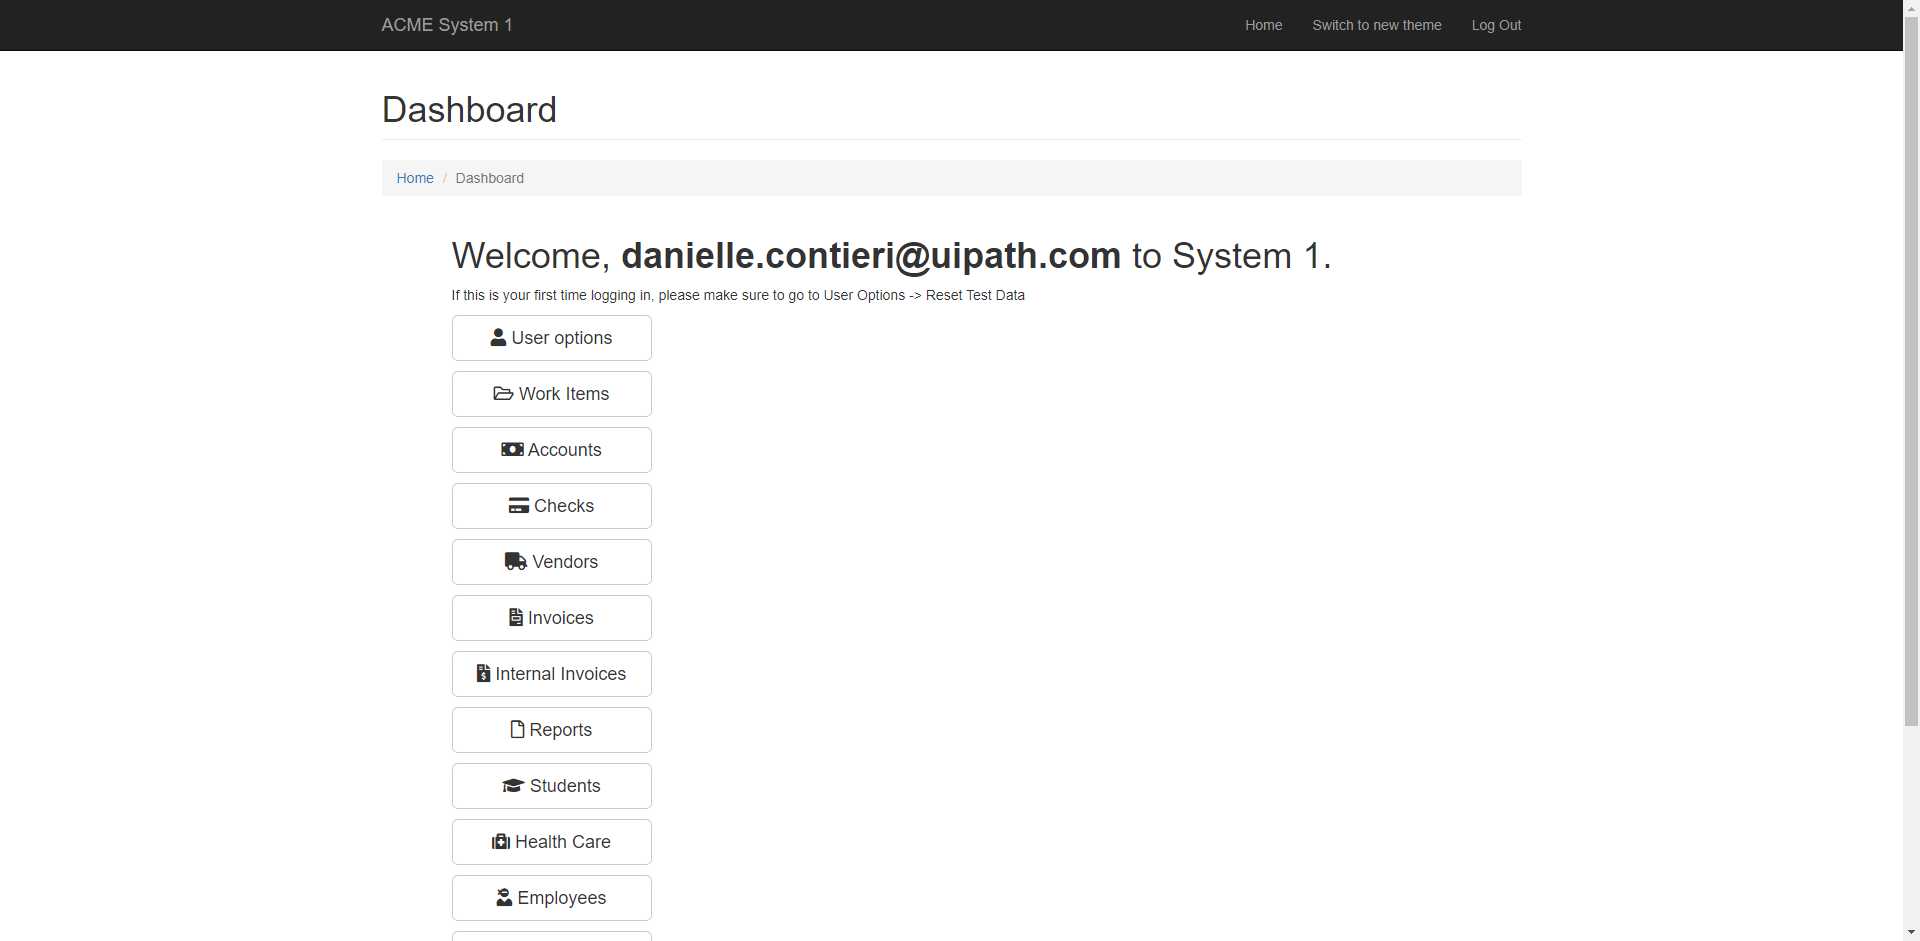 ACME System 1
Home
Switch to new theme
Log Out
Dashboard
Home / Dashboard
Welcome, danielle.contieri@uipath.com to System 1.
If this is your first time logging in, please make sure to go to User Options -> Reset Test Data
User options
Work Items
Accounts
Checks
Vendors
Invoices
Internal Invoices
Reports
Students
Health Care
Employees